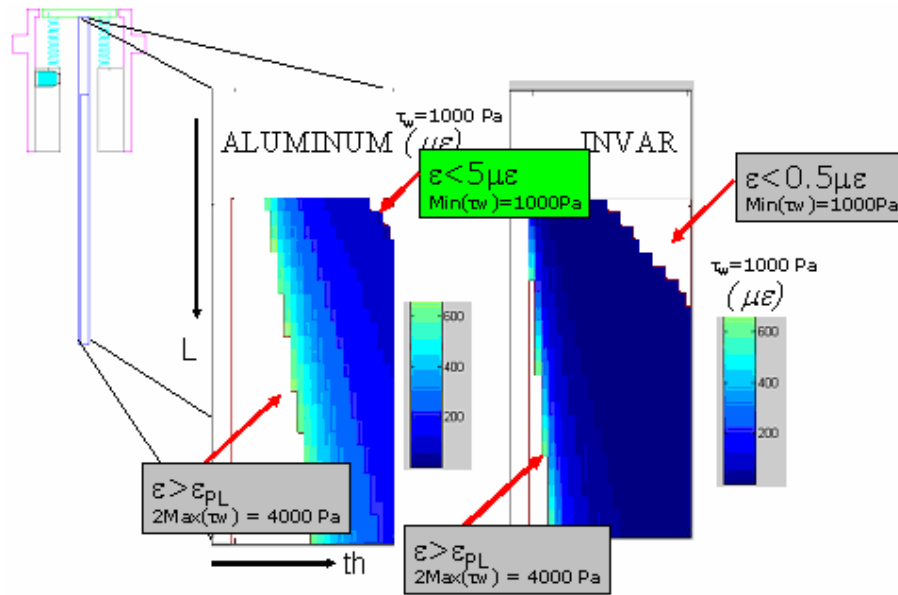 ALUMINUM
τw=1000 Pa
(με)
INVAR
ε<5με
Min(τw)=1000Pa
ε<0.5με
Min(τw)=1000Pa
τw=1000 Pa
(με)
600
400
200
600
400
200
L
ε>εPL
2Max(τw) = 4000 Pa
ε>εPL
2Max(τw) = 4000 Pa
th